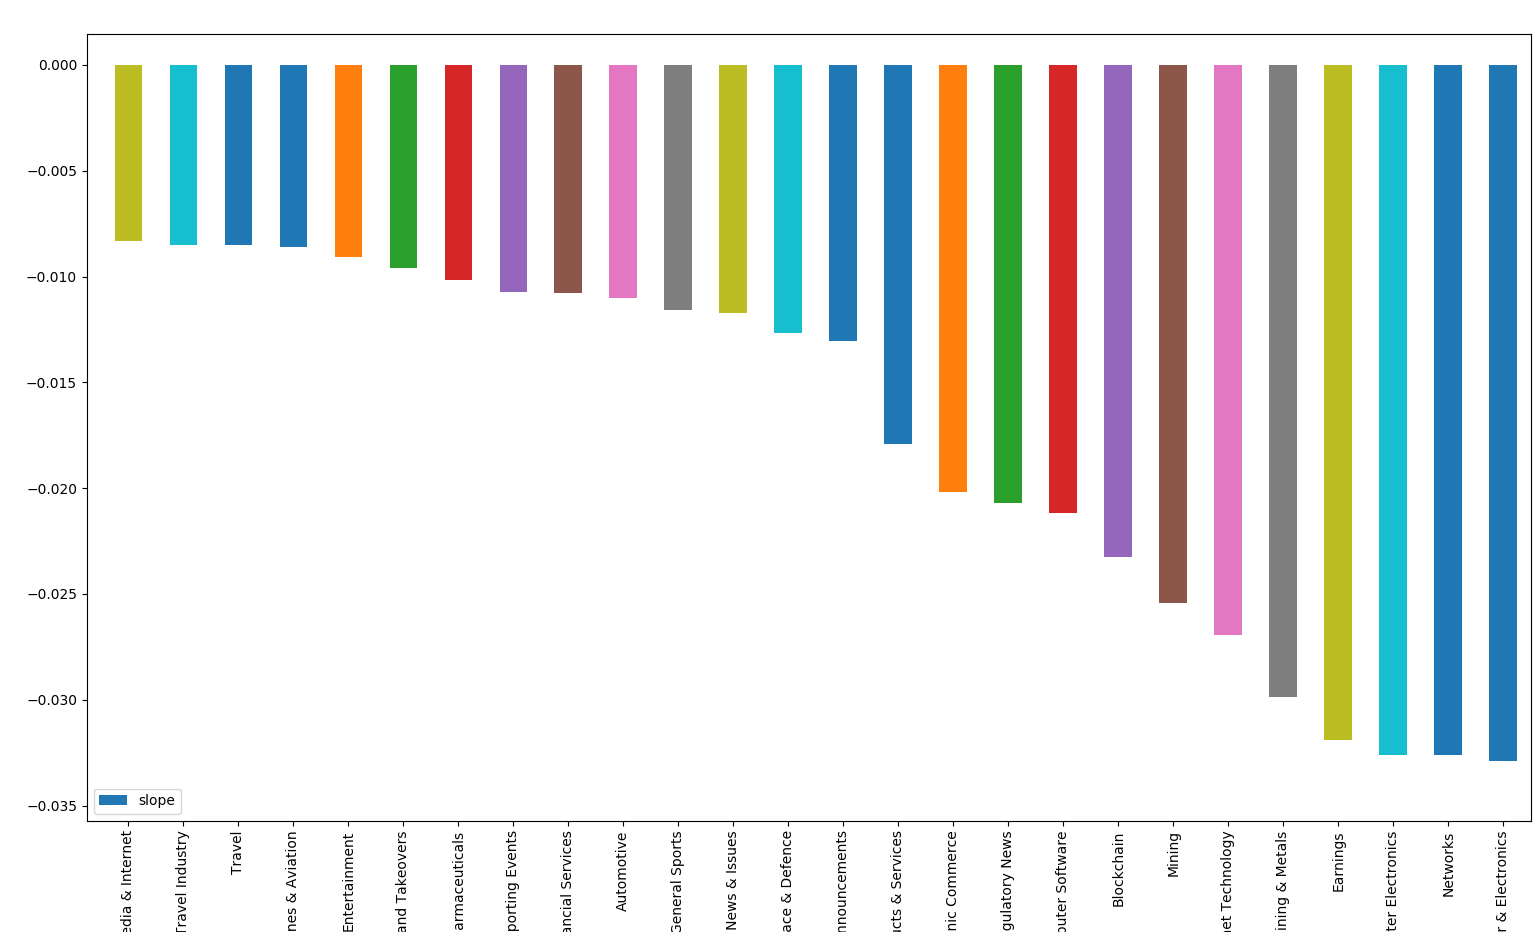 0.000
−0.005
−0.010
−0.015
−0.020
−0.025
−0.030
−0.035
slope
edia & Internet
Travel Industry
Travel
nes & Aviation
Entertainment
and Takeovers
armaceuticals
porting Events
ancial Services
Automotive
General Sports
News & Issues
ace & Defence
nnouncements
ucts & Services
nic Commerce
gulatory News
outer Software
Blockchain
Mining
net Technology
ining & Metals
Earnings
ter Electronics
Networks
r & Electronics